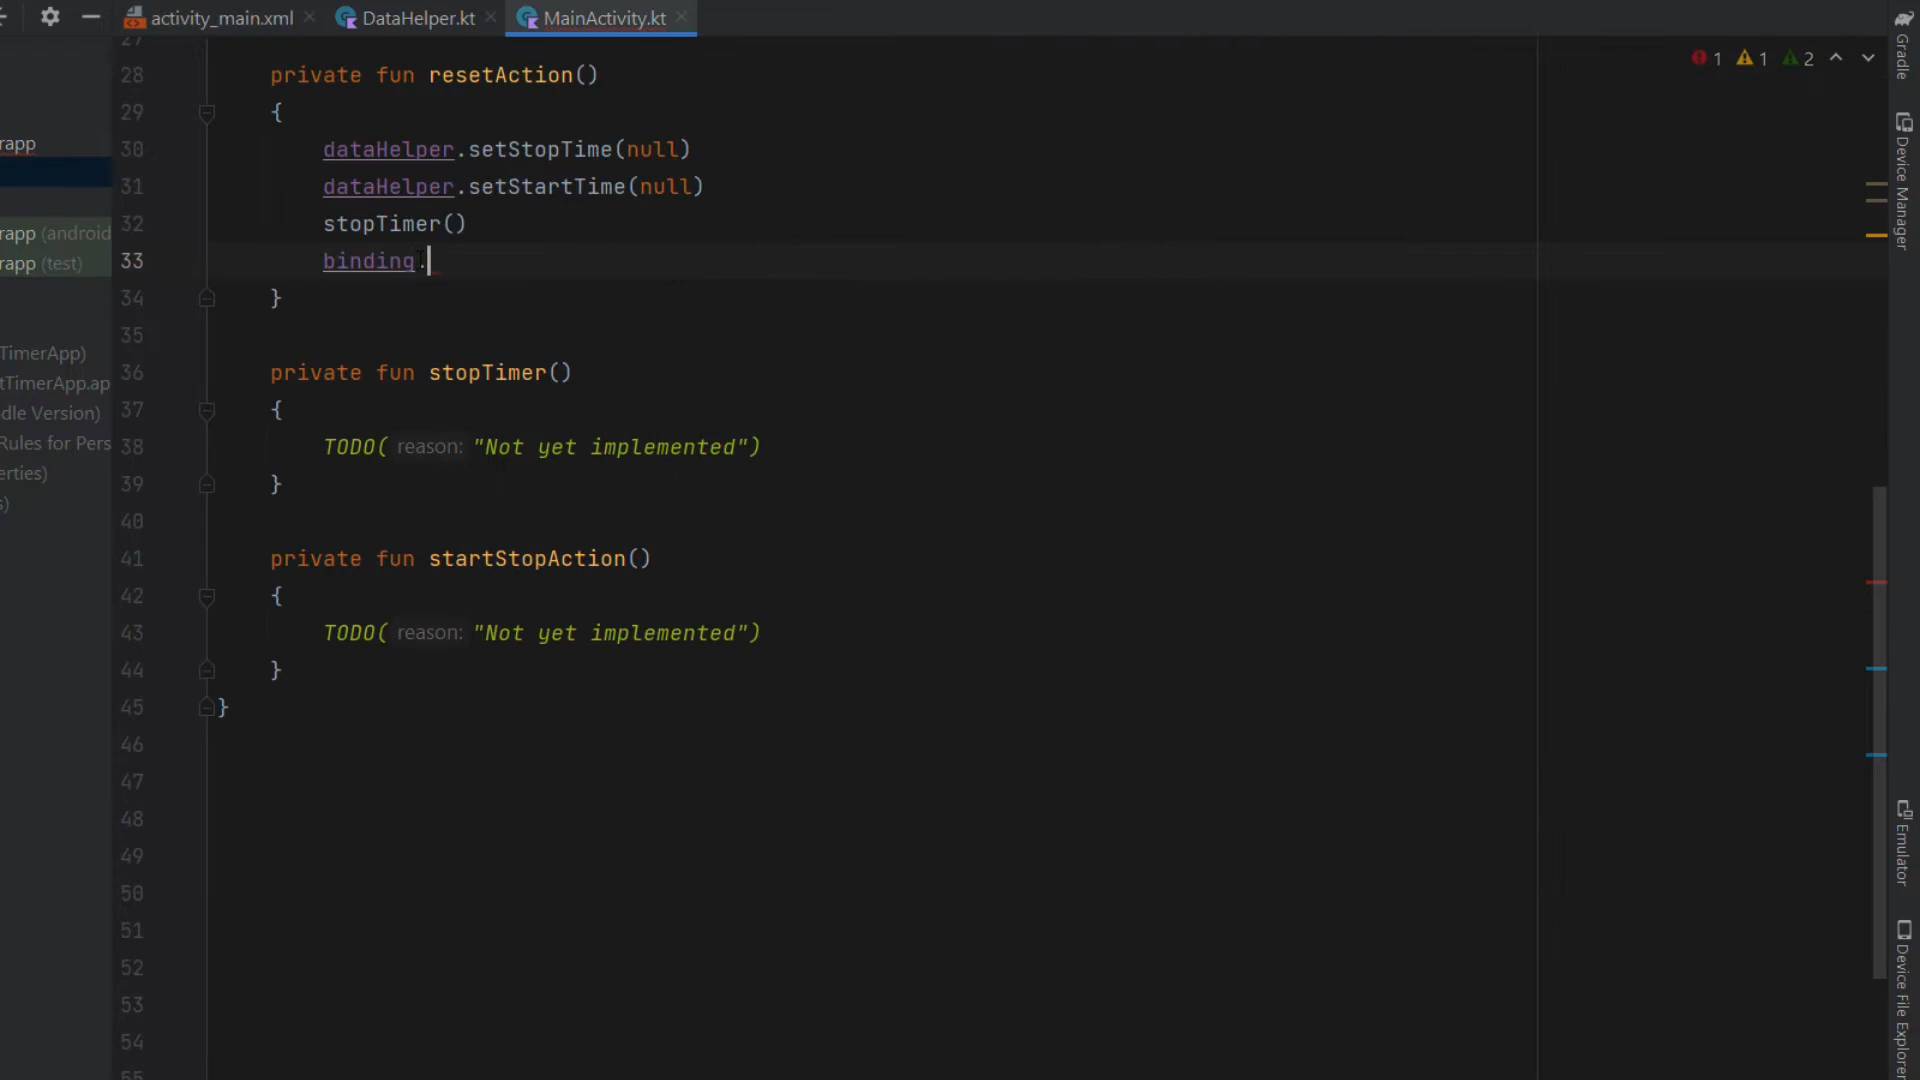 activity_main.xml DataHelper.kt MainActivity.kt
1 1 2
27
28 private fun resetAction()
29 {
30 dataHelper.setStopTime(null)
31 dataHelper.setStartTime(null)
32 stopTimer()
33 binding.
34 }
35
36 private fun stopTimer()
37 {
38 TODO( reason: "Not yet implemented")
39 }
40
41 private fun startStopAction()
42 {
43 TODO( reason: "Not yet implemented")
44 }
45 }
46
47
48
49
50
51
52
53
54
55
rapp
rapp (android
rapp (test)
TimerApp)
tTimerApp.ap
dle Version)
Rules for Pers
erties)
s)
Gradle
Device Manager
Emulator
Device File Explorer